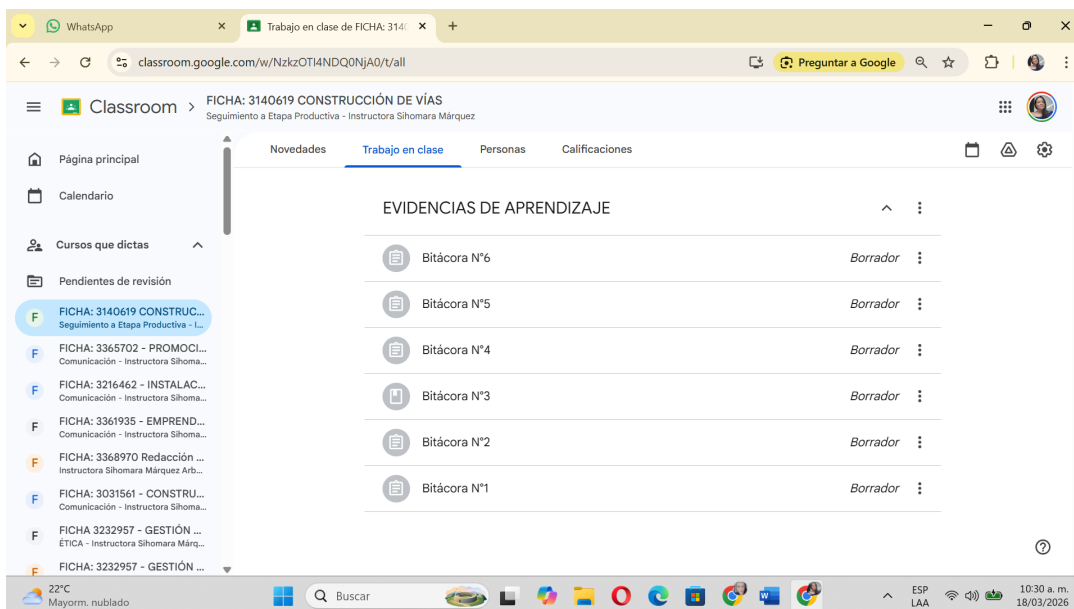 WhatsApp
Trabajo en clase de FICHA: 314
classroom.google.com/w/NzkzOTI4NDQ0NjA0/t/all
Preguntar a Google
Classroom
FICHA: 3140619 CONSTRUCCIÓN DE VÍAS
Seguimiento a Etapa Productiva - Instructora Sihomara Márquez
Página principal
Calendario
Cursos que dictas
Pendientes de revisión
F
FICHA: 3140619 CONSTRUC...
Seguimiento a Etapa Productiva - I...
F
FICHA: 3365702 - PROMOCI...
Comunicación - Instructora Sihoma...
F
FICHA: 3216462 - INSTALAC...
Comunicación - Instructora Sihoma...
F
FICHA: 3361935 - EMPREND...
Comunicación - Instructora Sihoma...
F
FICHA: 3368970 Redacción ...
Instructora Sihomara Márquez Arb...
F
FICHA: 3031561 - CONSTRU...
Comunicación - Instructora Sihoma...
F
FICHA 3232957 - GESTIÓN ...
ÉTICA - Instructora Sihomara Márq...
F
FICHA: 3232957 - GESTIÓN ...
Novedades
Trabajo en clase
Personas
Calificaciones
EVIDENCIAS DE APRENDIZAJE
Bitácora N°6 Borrador
Bitácora N°5 Borrador
Bitácora N°4 Borrador
Bitácora N°3 Borrador
Bitácora N°2 Borrador
Bitácora N°1 Borrador
22°C
Mayorm. nublado
Buscar
ESP
LAA
10:30 a. m.
18/03/2026